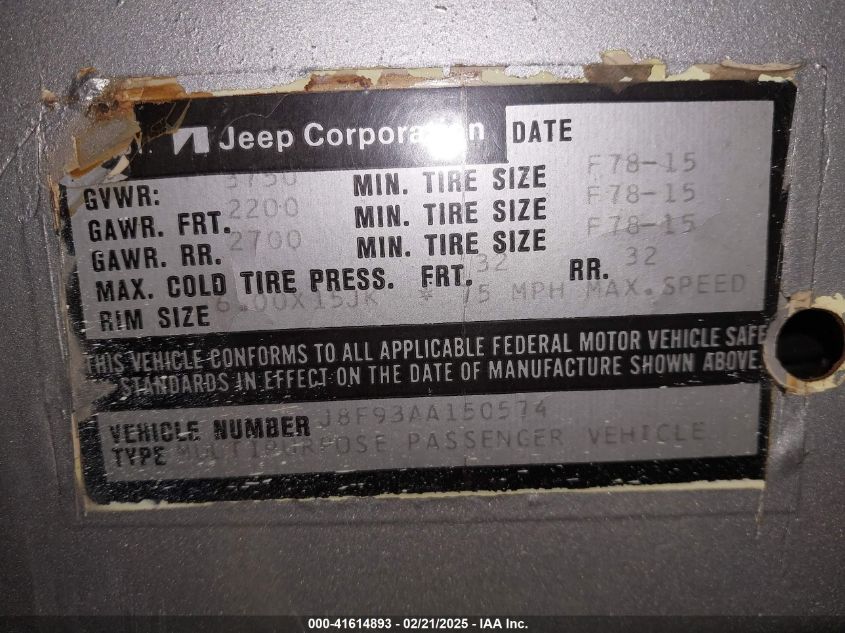 Jeep Corporation DATE
GVWR: 3750 MIN. TIRE SIZE F78-15
GAWR. FRT. 2200 MIN. TIRE SIZE F78-15
GAWR. RR. 2700 MIN. TIRE SIZE F78-15
MAX. COLD TIRE PRESS. FRT. 32 RR. 32
RIM SIZE 6.00X15JK * 75 MPH MAX.SPEED
THIS VEHICLE CONFORMS TO ALL APPLICABLE FEDERAL MOTOR VEHICLE SAFE
STANDARDS IN EFFECT ON THE DATE OF MANUFACTURE SHOWN ABOVE
VEHICLE NUMBER J8F93AA150574
TYPE MULTIPURPOSE PASSENGER VEHICLE
000-41614893 - 02/21/2025 - IAA Inc.